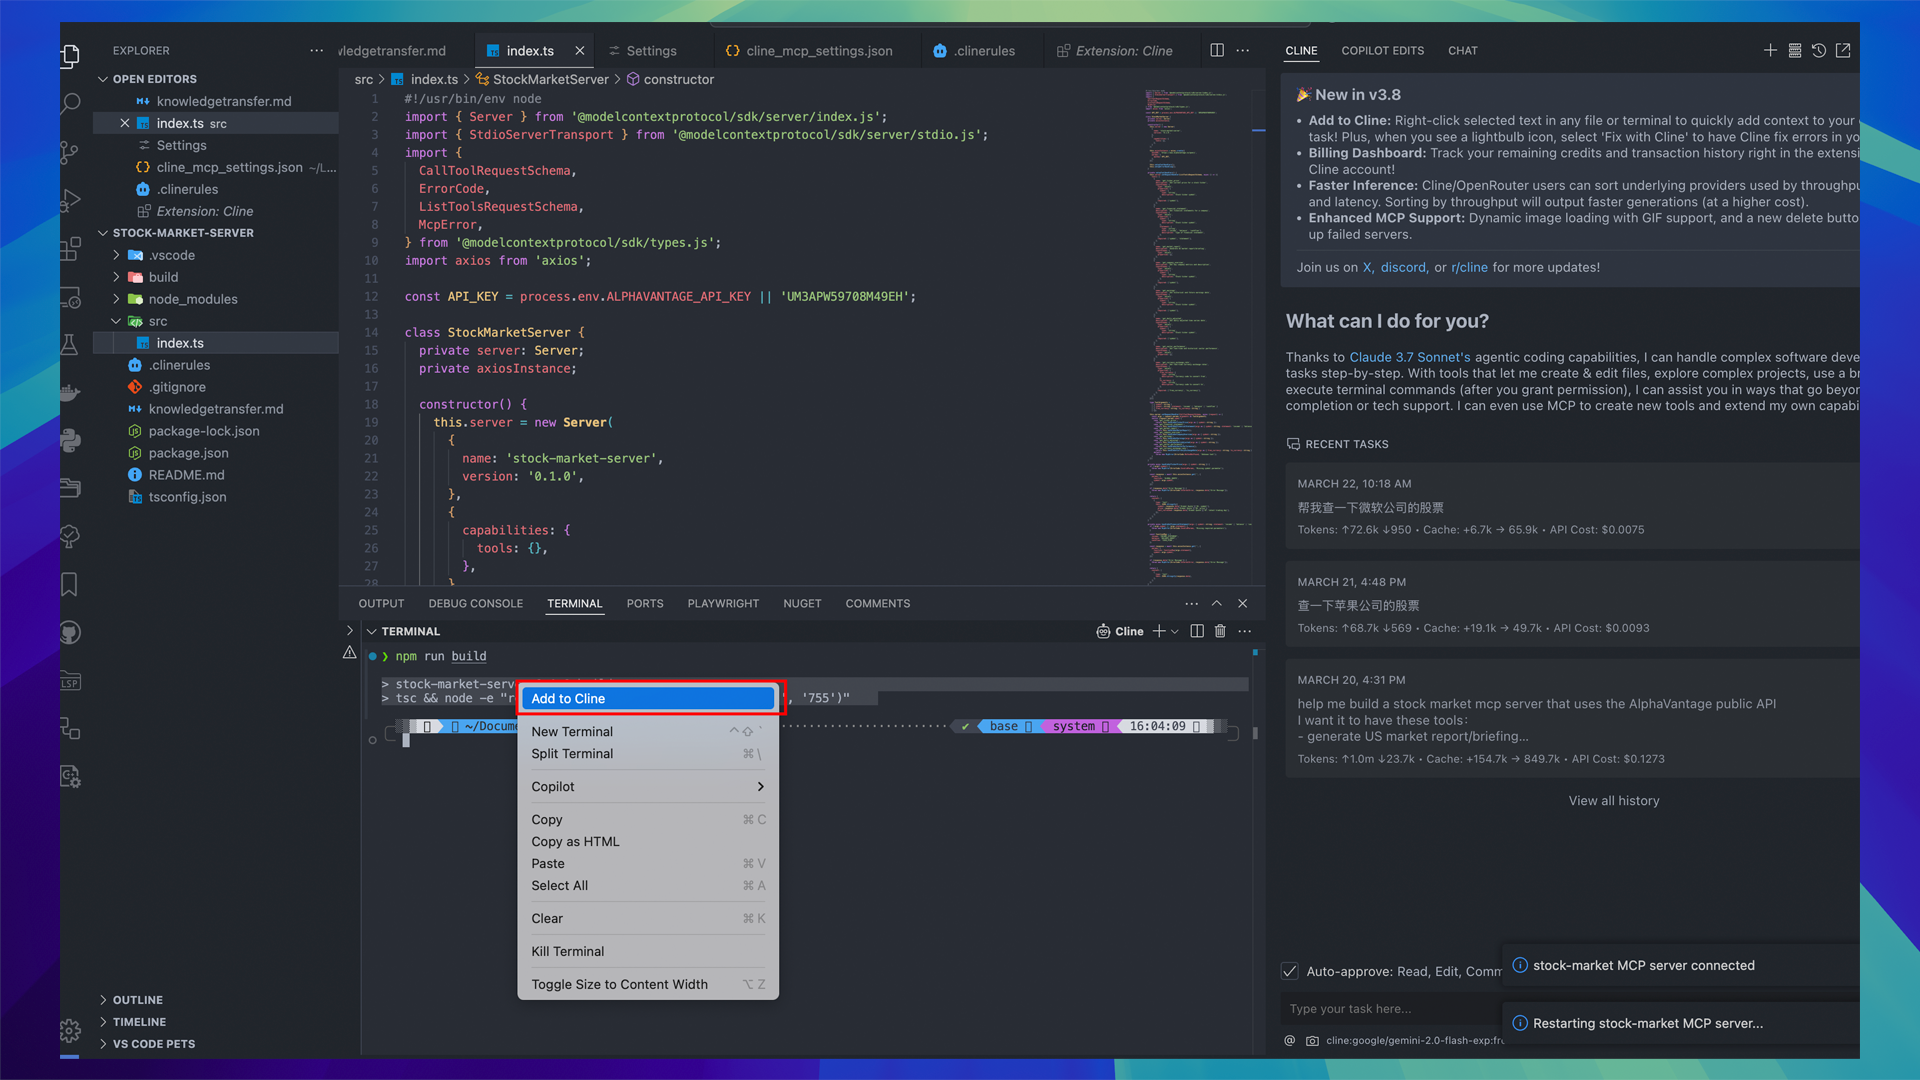 EXPLORER
OPEN EDITORS
knowledgetransfer.md
index.ts src
Settings
cline_mcp_settings.json ~/L...
.clinerules
Extension: Cline
STOCK-MARKET-SERVER
.vscode
build
node_modules
src
index.ts
.clinerules
.gitignore
knowledgetransfer.md
package-lock.json
package.json
README.md
tsconfig.json
OUTLINE
TIMELINE
VS CODE PETS
wledgetransfer.md
index.ts
Settings
cline_mcp_settings.json
.clinerules
Extension: Cline
src > index.ts > StockMarketServer > constructor
1 #!/usr/bin/env node
2 import { Server } from '@modelcontextprotocol/sdk/server/index.js';
3 import { StdioServerTransport } from '@modelcontextprotocol/sdk/server/stdio.js';
4 import {
5 CallToolRequestSchema,
6 ErrorCode,
7 ListToolsRequestSchema,
8 McpError,
9 } from '@modelcontextprotocol/sdk/types.js';
10 import axios from 'axios';
11
12 const API_KEY = process.env.ALPHAVANTAGE_API_KEY || 'UM3APW59708M49EH';
13
14 class StockMarketServer {
15 private server: Server;
16 private axiosInstance;
17
18 constructor() {
19 this.server = new Server(
20 {
21 name: 'stock-market-server',
22 version: '0.1.0',
23 },
24 {
25 capabilities: {
26 tools: {},
27 },
28 }
OUTPUT
DEBUG CONSOLE
TERMINAL
PORTS
PLAYWRIGHT
NUGET
COMMENTS
TERMINAL
Cline
❯ npm run build
> stock-market-serv
> tsc && node -e "r ', '755')"
~/Docume
✔ base system 16:04:09
Add to Cline
New Terminal ^⇧`
Split Terminal ⌘\
Copilot
Copy ⌘C
Copy as HTML
Paste ⌘V
Select All ⌘A
Clear ⌘K
Kill Terminal
Toggle Size to Content Width ⌥Z
CLINE
COPILOT EDITS
CHAT
🎉 New in v3.8
• Add to Cline: Right-click selected text in any file or terminal to quickly add context to your
task! Plus, when you see a lightbulb icon, select 'Fix with Cline' to have Cline fix errors in yo
• Billing Dashboard: Track your remaining credits and transaction history right in the extensi
Cline account!
• Faster Inference: Cline/OpenRouter users can sort underlying providers used by throughpu
and latency. Sorting by throughput will output faster generations (at a higher cost).
• Enhanced MCP Support: Dynamic image loading with GIF support, and a new delete butto
up failed servers.
Join us on X, discord, or r/cline for more updates!
What can I do for you?
Thanks to Claude 3.7 Sonnet's agentic coding capabilities, I can handle complex software deve
tasks step-by-step. With tools that let me create & edit files, explore complex projects, use a br
execute terminal commands (after you grant permission), I can assist you in ways that go beyon
completion or tech support. I can even use MCP to create new tools and extend my own capabi
RECENT TASKS
MARCH 22, 10:18 AM
帮我查一下微软公司的股票
Tokens: ↑72.6k ↓950 • Cache: +6.7k → 65.9k • API Cost: $0.0075
MARCH 21, 4:48 PM
查一下苹果公司的股票
Tokens: ↑68.7k ↓569 • Cache: +19.1k → 49.7k • API Cost: $0.0093
MARCH 20, 4:31 PM
help me build a stock market mcp server that uses the AlphaVantage public API
I want it to have these tools：
- generate US market report/briefing...
Tokens: ↑1.0m ↓23.7k • Cache: +154.7k → 849.7k • API Cost: $0.1273
View all history
Auto-approve: Read, Edit, Comm
stock-market MCP server connected
Type your task here...
Restarting stock-market MCP server...
@ cline:google/gemini-2.0-flash-exp:fr